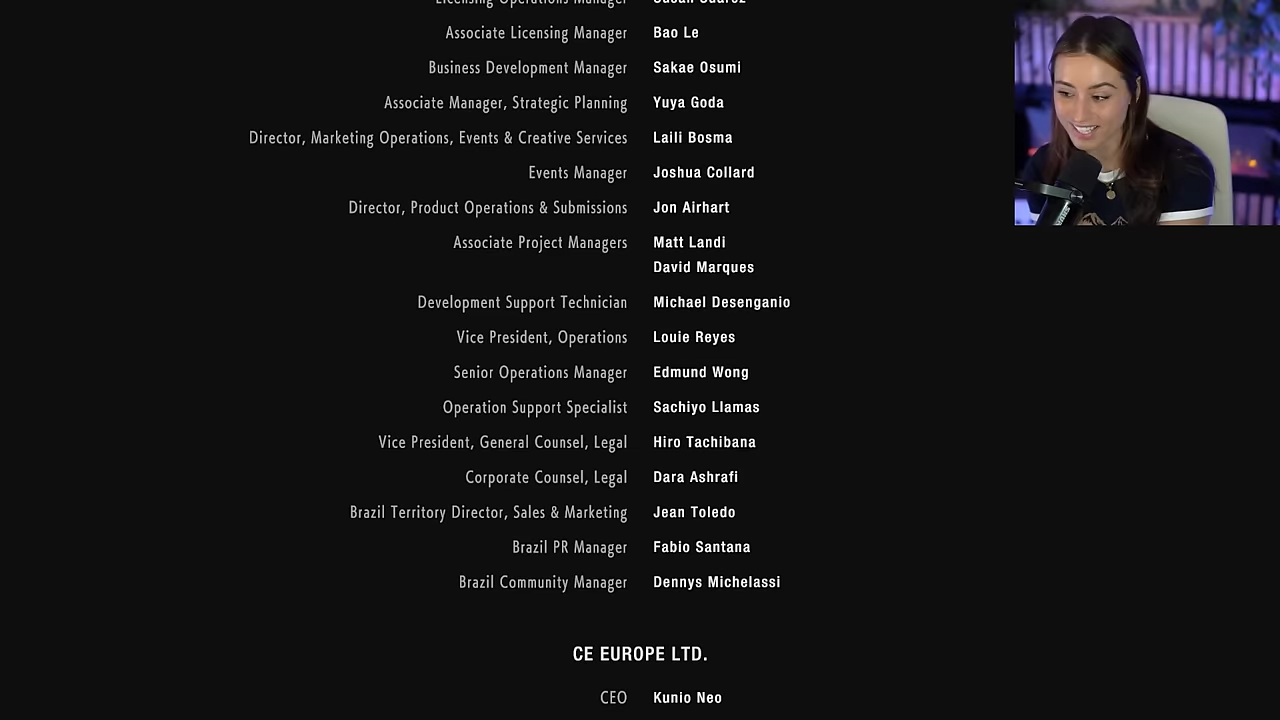 Licensing Operations Manager Susan Suarez
Associate Licensing Manager Bao Le
Business Development Manager Sakae Osumi
Associate Manager, Strategic Planning Yuya Goda
Director, Marketing Operations, Events & Creative Services Laili Bosma
Events Manager Joshua Collard
Director, Product Operations & Submissions Jon Airhart
Associate Project Managers Matt Landi
David Marques
Development Support Technician Michael Desenganio
Vice President, Operations Louie Reyes
Senior Operations Manager Edmund Wong
Operation Support Specialist Sachiyo Llamas
Vice President, General Counsel, Legal Hiro Tachibana
Corporate Counsel, Legal Dara Ashrafi
Brazil Territory Director, Sales & Marketing Jean Toledo
Brazil PR Manager Fabio Santana
Brazil Community Manager Dennys Michelassi
CE EUROPE LTD.
CEO Kunio Neo